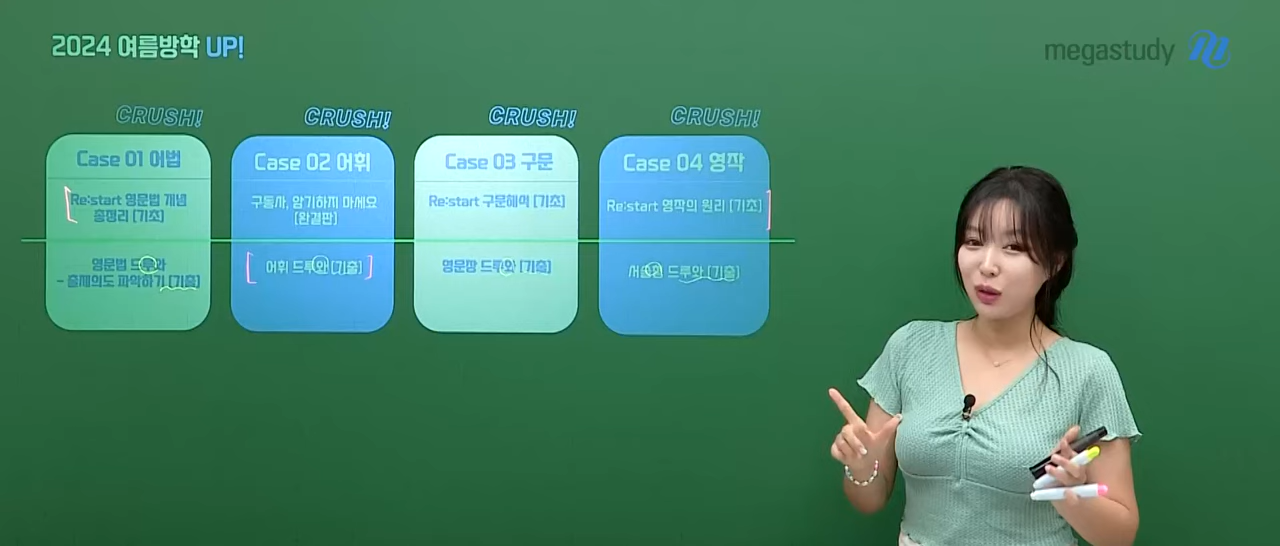 2024 여름방학 UP!
megastudy
CRUSH!
Case 01 어법
Re:start 영문법 개념
총정리 [기초]
영문법 드루와
- 출제의도 파악하기 [기출]
CRUSH!
Case 02 어휘
구동사, 암기하지 마세요
[완결판]
어휘 드루와 [기출]
CRUSH!
Case 03 구문
Re:start 구문해석 [기초]
영문장 드루와 [기출]
CRUSH!
Case 04 영작
Re:start 영작의 원리 [기초]
드루와 [기출]